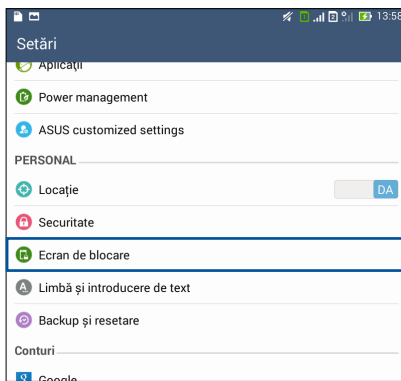 13:58
Setări
Aplicații
Power management
ASUS customized settings
PERSONAL
Locație
DA
Securitate
Ecran de blocare
Limbă și introducere de text
Backup și resetare
Conturi
Google